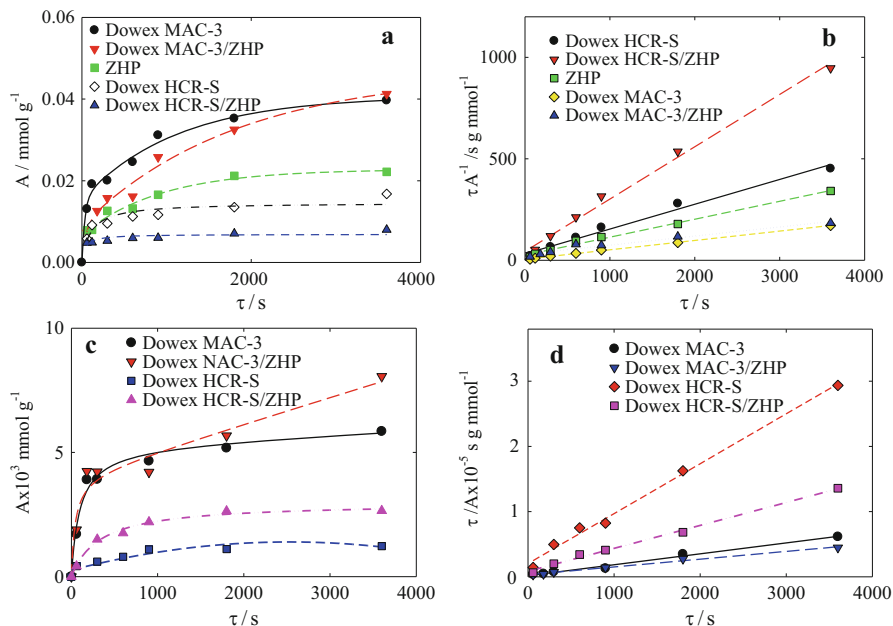 a
Dowex MAC-3
Dowex MAC-3/ZHP
ZHP
Dowex HCR-S
Dowex HCR-S/ZHP
A / mmol g⁻¹
0.06
0.04
0.02
0.00
0
2000
4000
τ / s
b
Dowex HCR-S
Dowex HCR-S/ZHP
ZHP
Dowex MAC-3
Dowex MAC-3/ZHP
τ A⁻¹ /s g mmol⁻¹
1000
500
0
0
1000
2000
3000
4000
τ / s
c
Dowex MAC-3
Dowex NAC-3/ZHP
Dowex HCR-S
Dowex HCR-S/ZHP
Ax10³ mmol g⁻¹
10
5
0
0
1000
2000
3000
4000
τ / s
d
Dowex MAC-3
Dowex MAC-3/ZHP
Dowex HCR-S
Dowex HCR-S/ZHP
τ /Ax10⁻⁵ s g mmol⁻¹
3
2
1
0
0
1000
2000
3000
4000
τ / s